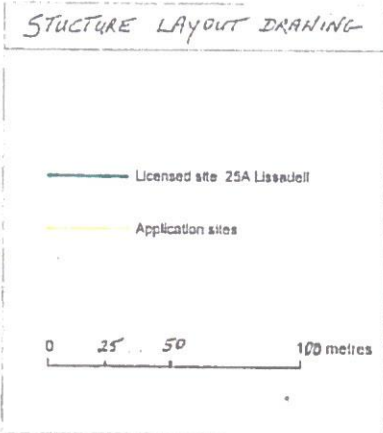 STUCTURE LAYOUT DRAWING
Licensed site 25A Lissadell
Application sites
0 25 50 100 metres